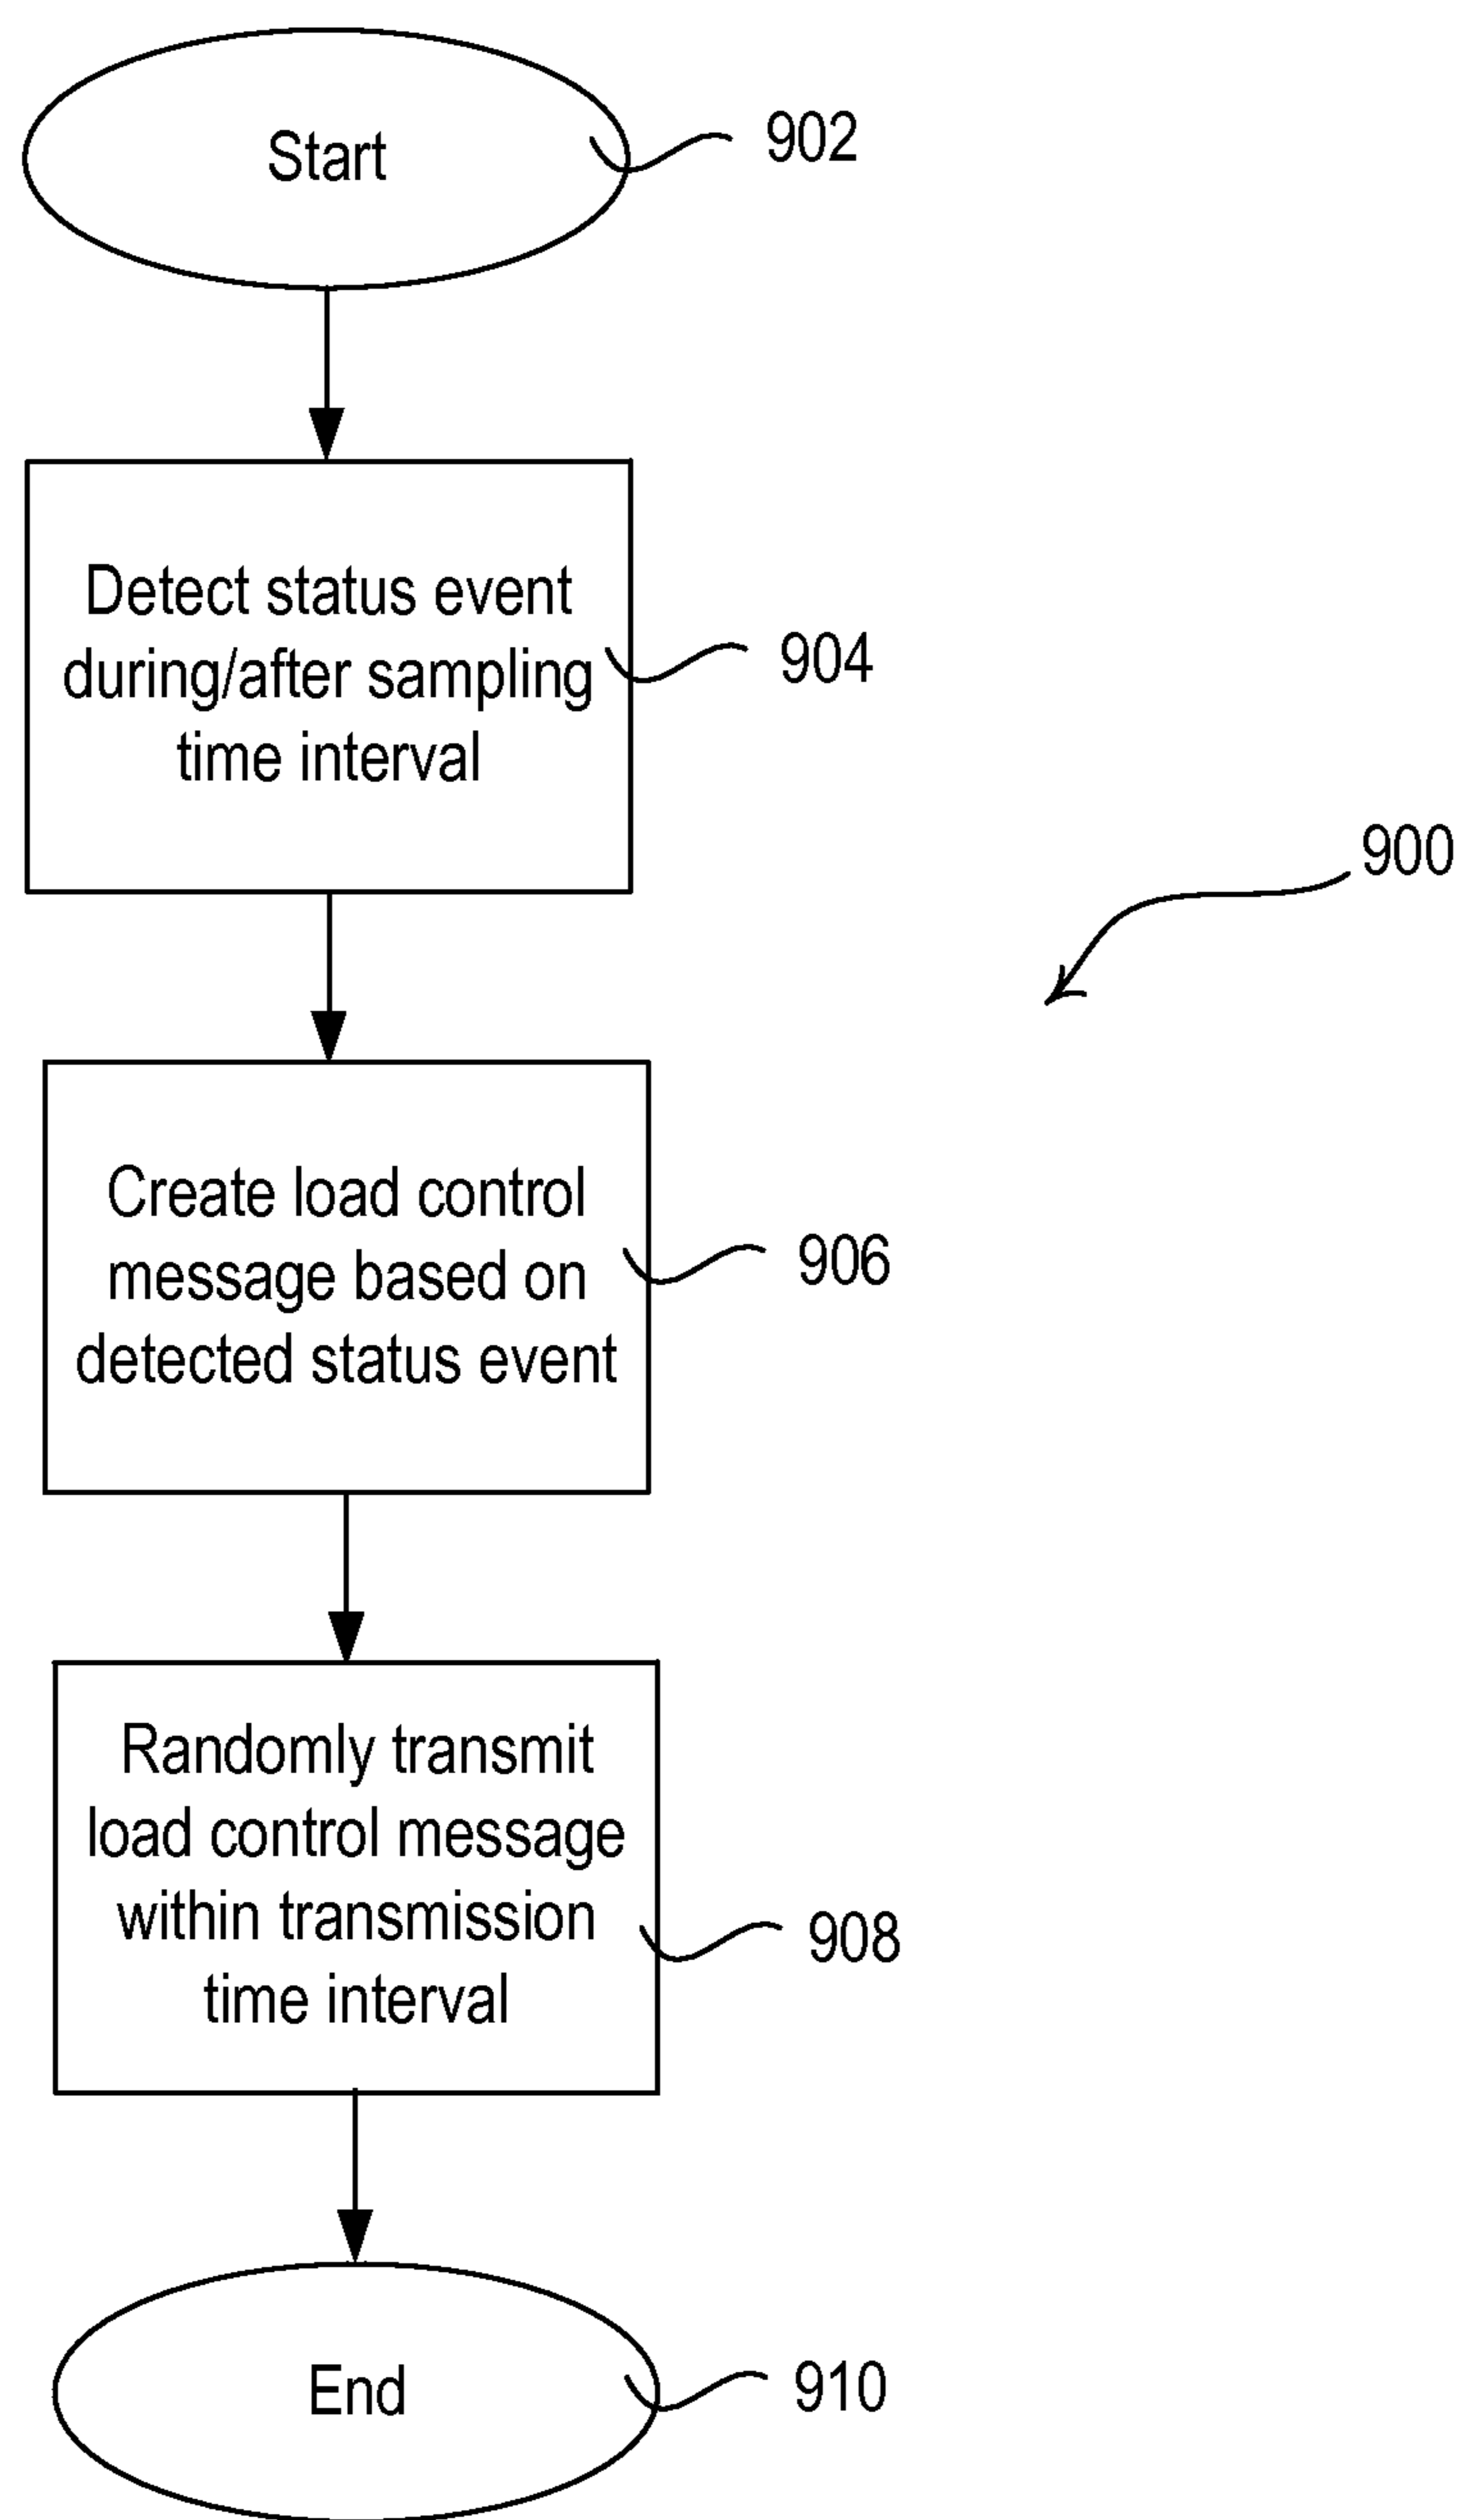 Start
902
Detect status event
during/after sampling
time interval
904
900
Create load control
message based on
detected status event
906
Randomly transmit
load control message
within transmission
time interval
908
End
910